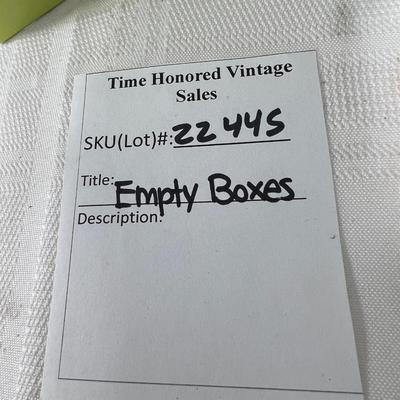 Time Honored Vintage
Sales
SKU(Lot)#: 22445
Title: Empty Boxes
Description: